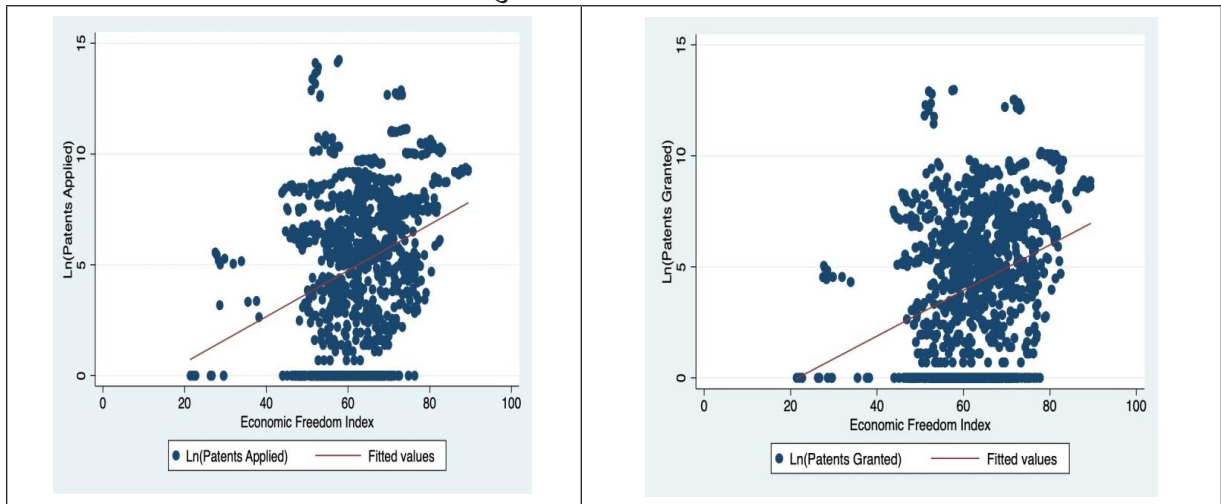 Ln(Patents Applied)
15
10
5
0
0 20 40 60 80 100
Economic Freedom Index
Ln(Patents Applied) Fitted values
Ln(Patents Granted)
15
10
5
0
0 20 40 60 80 100
Economic Freedom Index
Ln(Patents Granted) Fitted values